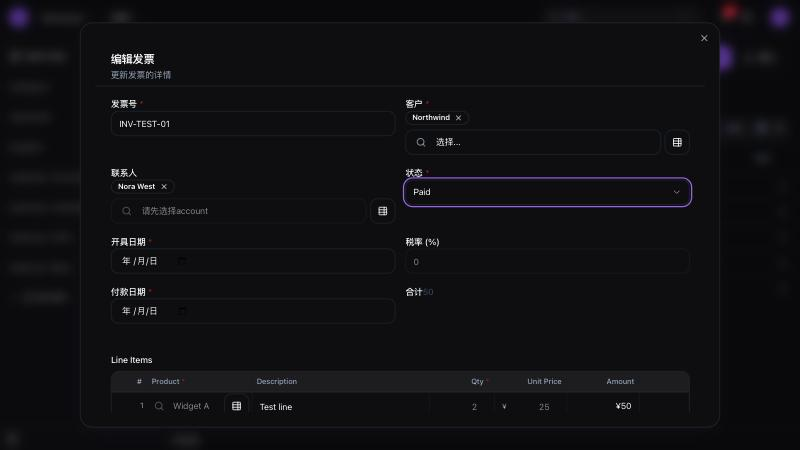 编辑发票
更新发票的详情
发票号 *
INV-TEST-01
客户 *
Northwind ×
选择...
联系人
Nora West ×
请先选择account
状态 *
Paid
开具日期 *
年 /月/日
税率 (%)
0
付款日期 *
年 /月/日
合计50
Line Items
# Product * Description Qty * Unit Price Amount
1 Widget A Test line 2 ¥ 25 ¥50